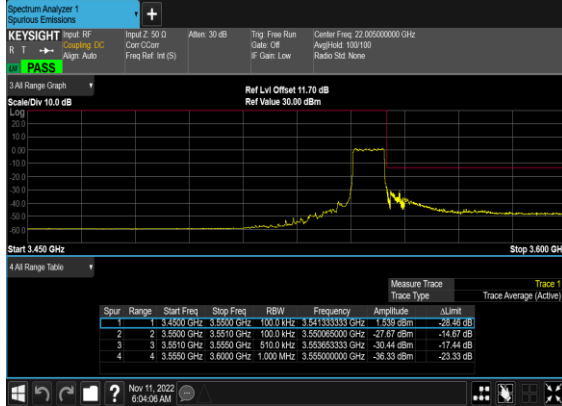 Spectrum Analyzer 1
Spurious Emissions
KEYSIGHT Input: RF Input Z: 50 Ω Atten: 30 dB Trig: Free Run Center Freq: 22.005000000 GHz
R T Coupling: DC Corr CCorr Gate: Off Avg|Hold: 100/100
Align: Auto Freq Ref: Int (S) IF Gain: Low Radio Std: None
PASS
3 All Range Graph
Ref Lvl Offset 11.70 dB
Scale/Div 10.0 dB Ref Value 30.00 dBm
Log
20.0
10.0
0.00
-10.0
-20.0
-30.0
-40.0
-50.0
-60.0
Start 3.450 GHz Stop 3.600 GH
4 All Range Table
Measure Trace Trace 1
Trace Type Trace Average (Active)
Spur Range Start Freq Stop Freq RBW Frequency Amplitude ΔLimit
1 1 3.4500 GHz 3.5500 GHz 100.0 kHz 3.541333333 GHz 1.539 dBm -28.46 dB
2 2 3.5500 GHz 3.5510 GHz 100.0 kHz 3.550065000 GHz -27.67 dBm -14.67 dB
3 3 3.5510 GHz 3.5550 GHz 510.0 kHz 3.553653333 GHz -30.44 dBm -17.44 dB
4 4 3.5550 GHz 3.6000 GHz 1.000 MHz 3.555000000 GHz -36.33 dBm -23.33 dB
Nov 11, 2022
6:04:06 AM